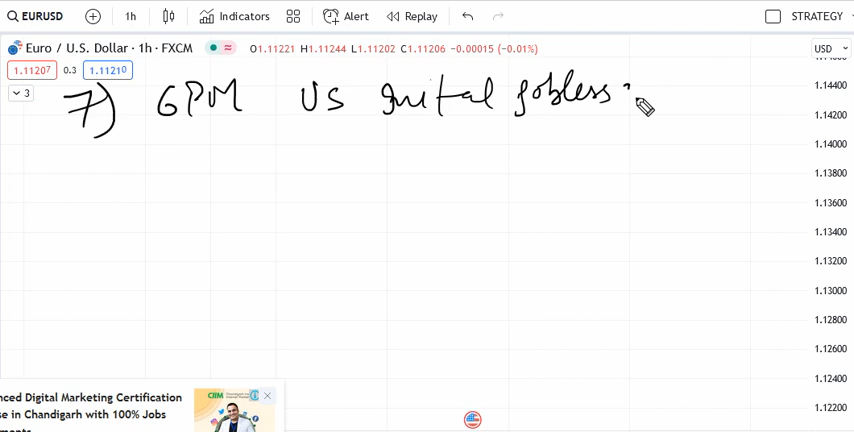 EURUSD 1h Indicators Alert Replay STRATEGY
Euro / U.S. Dollar · 1h · FXCM O1.11221 H1.11244 L1.11202 C1.11206 −0.00015 (−0.01%) USD
1.11207 0.3 1.11210
3
7) 6PM US Inital Jobless
1.14400
1.14200
1.14000
1.13800
1.13600
1.13400
1.13200
1.13000
1.12800
1.12600
1.12400
1.12200
nced Digital Marketing Certification
se in Chandigarh with 100% Jobs
CIIM